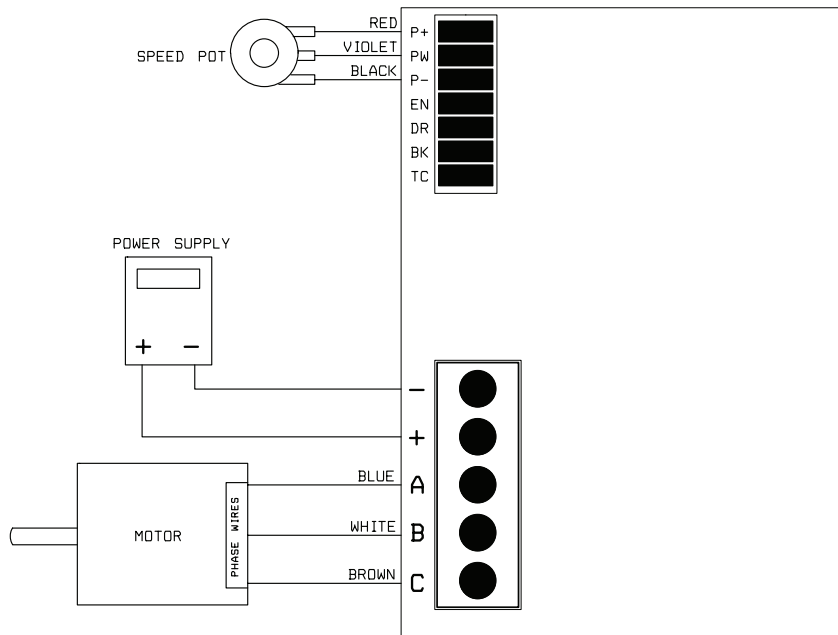 RED P+
SPEED POT VIOLET PW
BLACK P-
EN
DR
BK
TC
POWER SUPPLY
+ -
-
+
BLUE A
MOTOR PHASE WIRES WHITE B
BROWN C